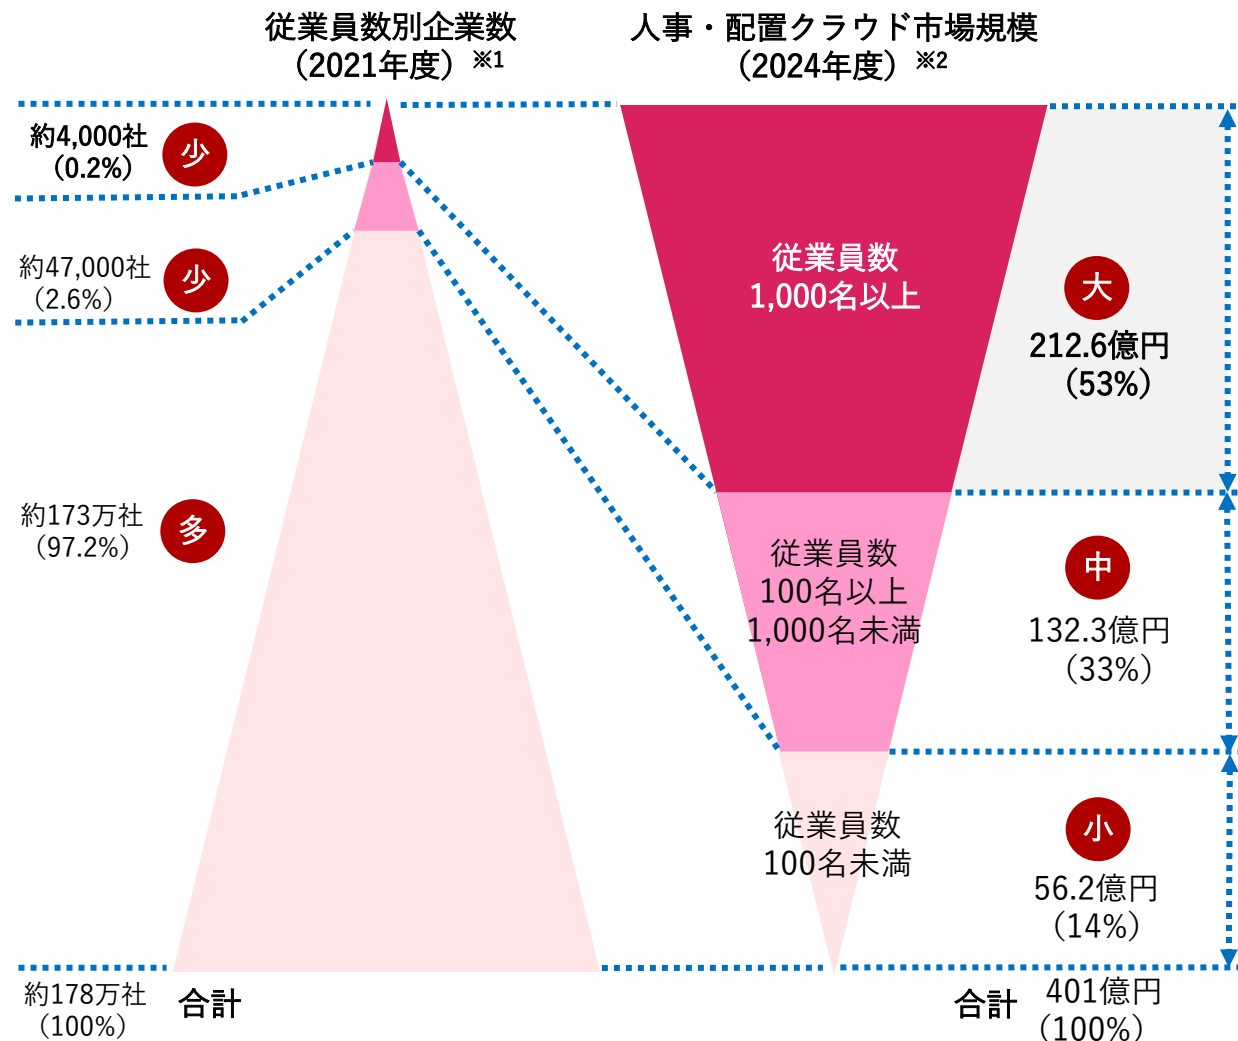 従業員数別企業数
（2021年度）※1
人事・配置クラウド市場規模
（2024年度）※2
約4,000社
（0.2%）
少
約47,000社
（2.6%）
少
約173万社
（97.2%）
多
約178万社
（100%）
合計
従業員数
1,000名以上
大
212.6億円
（53%）
従業員数
100名以上
1,000名未満
中
132.3億円
（33%）
従業員数
100名未満
小
56.2億円
（14%）
合計
401億円
（100%）